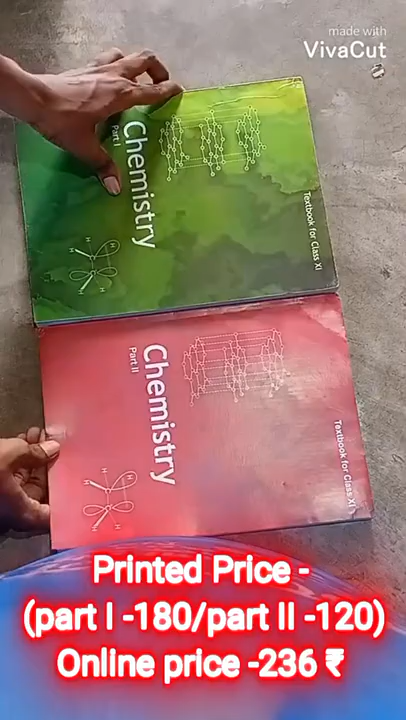 made with
VivaCut
Chemistry
Part I
Textbook for Class XI
Chemistry
Part II
Textbook for Class XI
Printed Price -
(part I -180/part II -120)
Online price -236 ₹